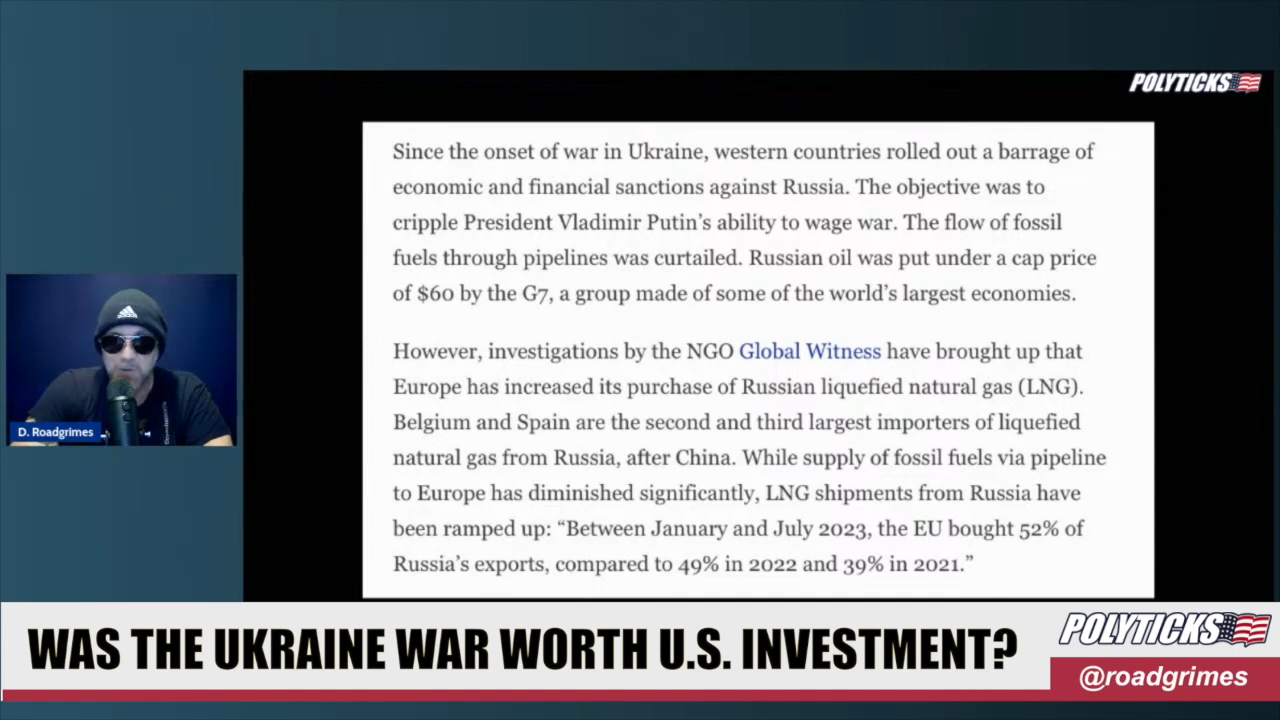 POLYTICKS
Since the onset of war in Ukraine, western countries rolled out a barrage of
economic and financial sanctions against Russia. The objective was to
cripple President Vladimir Putin’s ability to wage war. The flow of fossil
fuels through pipelines was curtailed. Russian oil was put under a cap price
of $60 by the G7, a group made of some of the world’s largest economies.
However, investigations by the NGO Global Witness have brought up that
Europe has increased its purchase of Russian liquefied natural gas (LNG).
Belgium and Spain are the second and third largest importers of liquefied
natural gas from Russia, after China. While supply of fossil fuels via pipeline
to Europe has diminished significantly, LNG shipments from Russia have
been ramped up: “Between January and July 2023, the EU bought 52% of
Russia’s exports, compared to 49% in 2022 and 39% in 2021.”
adidas
D. Roadgrimes
WAS THE UKRAINE WAR WORTH U.S. INVESTMENT?
POLYTICKS
@roadgrimes